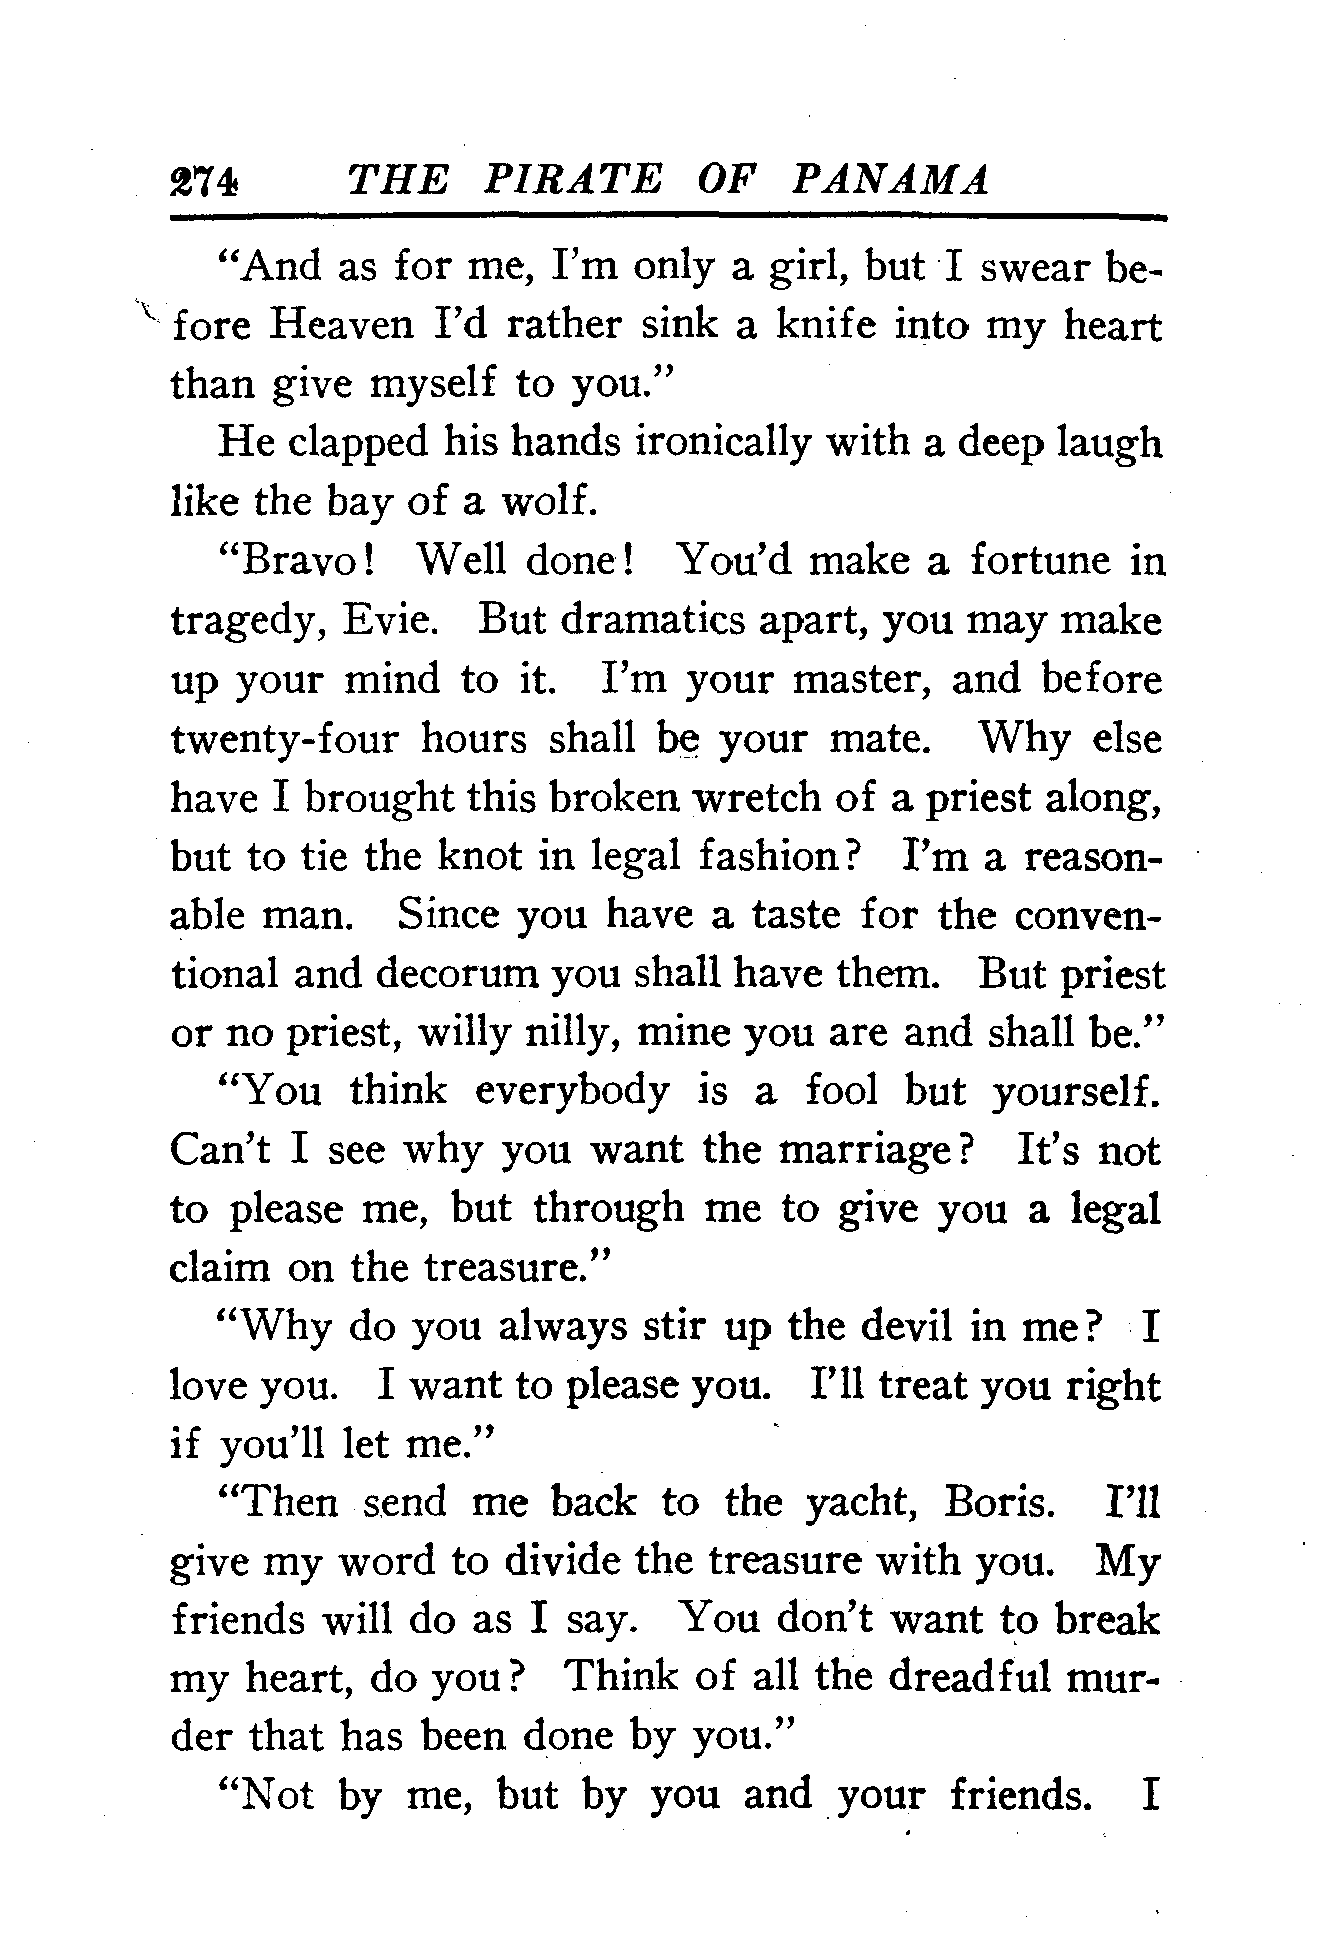 274 THE PIRATE OF PANAMA
"And as for me, I'm only a girl, but I swear be-
fore Heaven I'd rather sink a knife into my heart
than give myself to you."
He clapped his hands ironically with a deep laugh
like the bay of a wolf.
"Bravo! Well done! You'd make a fortune in
tragedy, Evie. But dramatics apart, you may make
up your mind to it. I'm your master, and before
twenty-four hours shall be your mate. Why else
have I brought this broken wretch of a priest along,
but to tie the knot in legal fashion? I'm a reason-
able man. Since you have a taste for the conven-
tional and decorum you shall have them. But priest
or no priest, willy nilly, mine you are and shall be."
"You think everybody is a fool but yourself.
Can't I see why you want the marriage? It's not
to please me, but through me to give you a legal
claim on the treasure."
"Why do you always stir up the devil in me? I
love you. I want to please you. I'll treat you right
if you'll let me."
"Then send me back to the yacht, Boris. I'll
give my word to divide the treasure with you. My
friends will do as I say. You don't want to break
my heart, do you? Think of all the dreadful mur-
der that has been done by you."
"Not by me, but by you and your friends. I